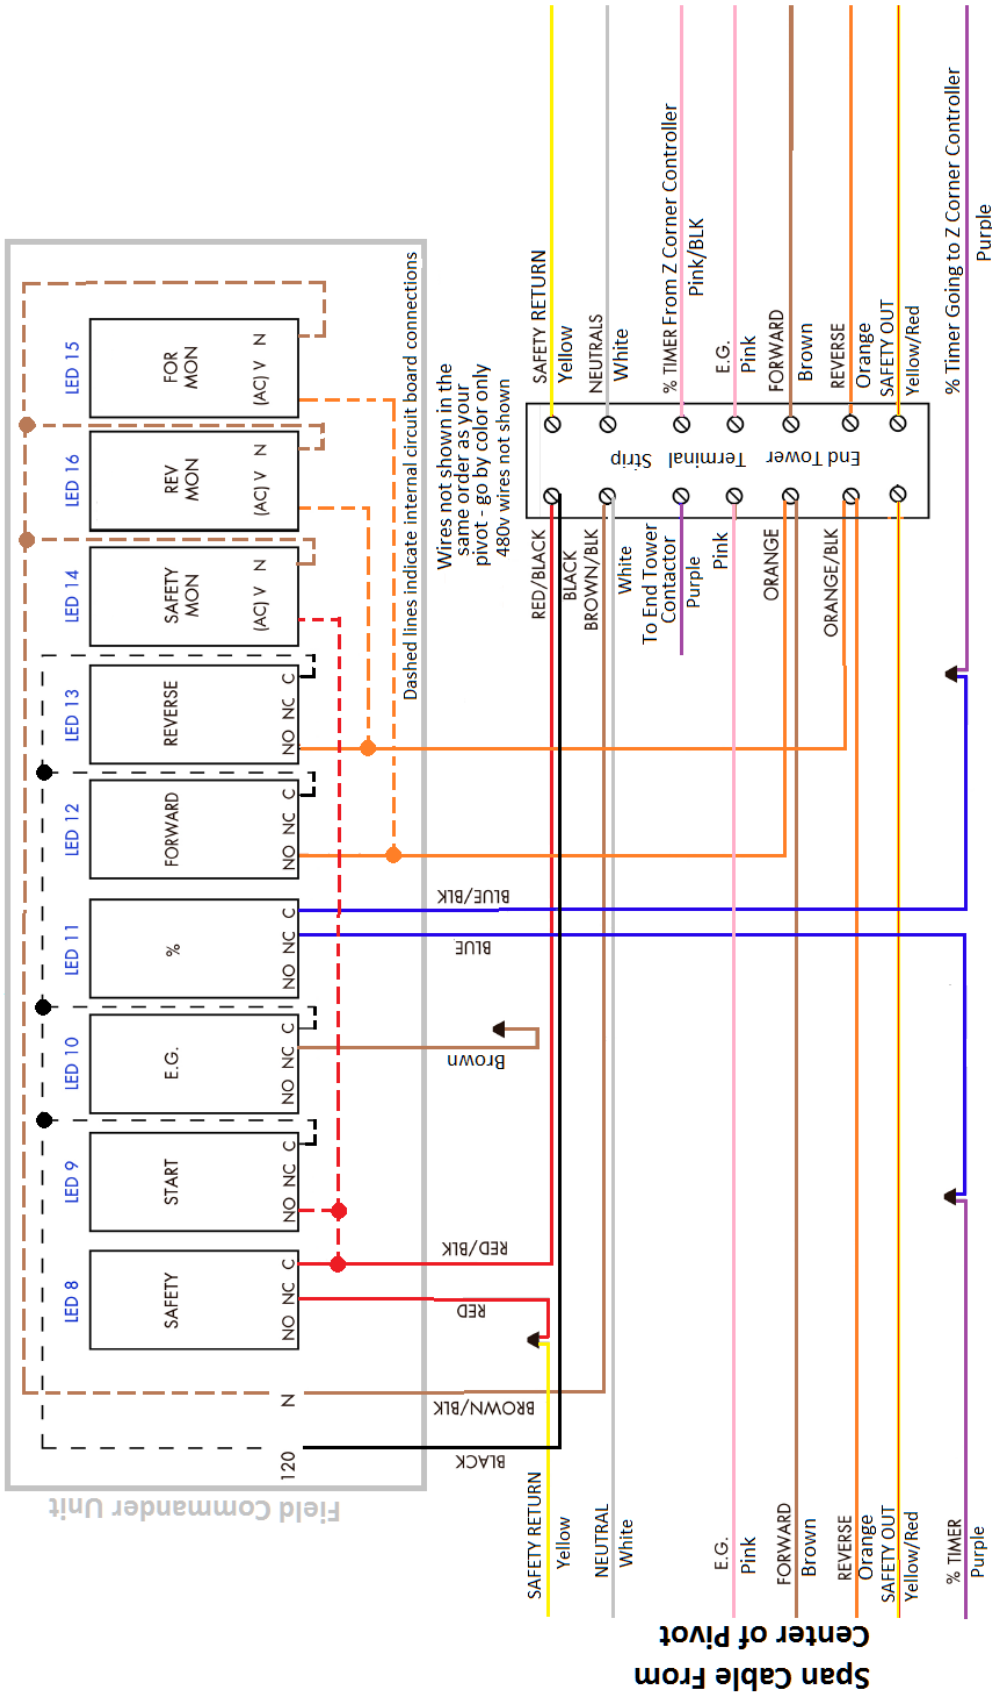 Field Commander Unit
LED 8
SAFETY
NO NC C
LED 9
START
NO NC C
LED 10
E.G.
NO NC C
LED 11
%
NO NC C
LED 12
FORWARD
NO NC C
LED 13
REVERSE
NO NC C
LED 14
SAFETY
MON
(AC) V N
LED 16
REV
MON
(AC) V N
LED 15
FOR
MON
(AC) V N
120
N
Dashed lines indicate internal circuit board connections
BLACK
BROWN/BLK
RED
RED/BLK
Brown
BLUE
BLUE/BLK
Wires not shown in the
same order as your
pivot - go by color only
480v wires not shown
Span Cable From
Center of Pivot
SAFETY RETURN
Yellow
NEUTRAL
White
E.G.
Pink
FORWARD
Brown
REVERSE
Orange
SAFETY OUT
Yellow/Red
% TIMER
Purple
RED/BLACK
BLACK
BROWN/BLK
White
To End Tower
Contactor
Purple
Pink
ORANGE
ORANGE/BLK
End Tower Terminal Strip
SAFETY RETURN
Yellow
NEUTRALS
White
% TIMER From Z Corner Controller
Pink/BLK
E.G.
Pink
FORWARD
Brown
REVERSE
Orange
SAFETY OUT
Yellow/Red
% Timer Going to Z Corner Controller
Purple